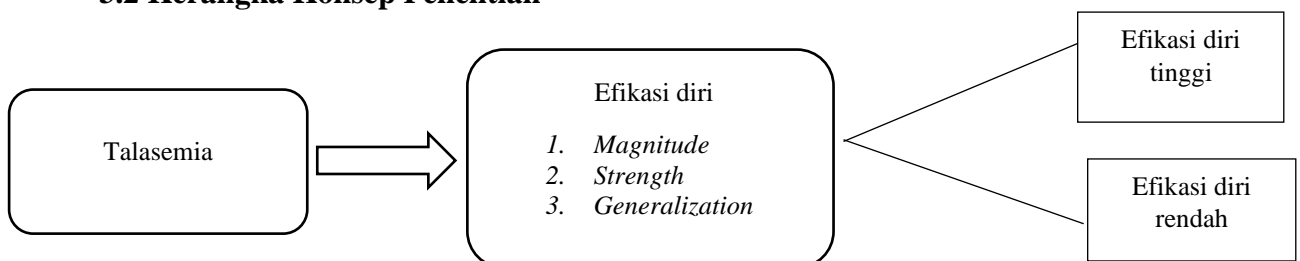 3.2 Kerangka Konsep Penelitian
Talasemia
Efikasi diri
1. Magnitude
2. Strength
3. Generalization
Efikasi diri
tinggi
Efikasi diri
rendah